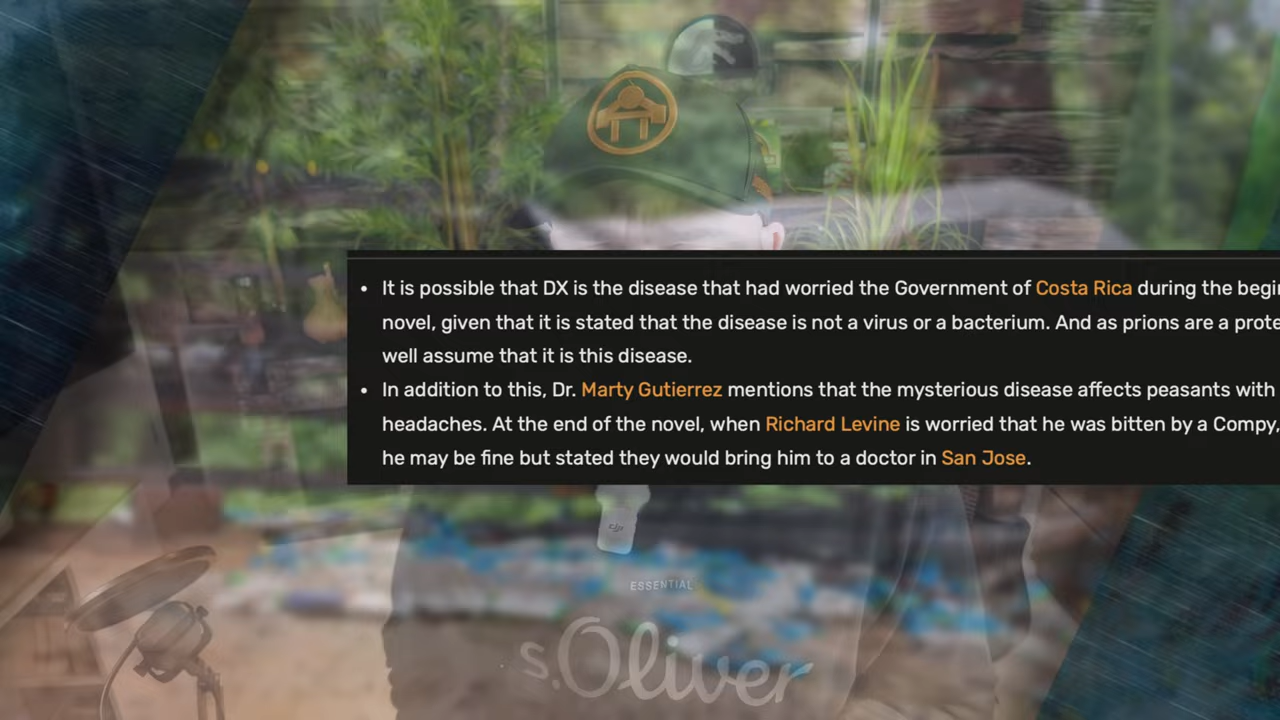 It is possible that DX is the disease that had worried the Government of Costa Rica during the
novel, given that it is stated that the disease is not a virus or a bacterium. And as prions are a
well assume that it is this disease.
In addition to this, Dr. Marty Gutierrez mentions that the mysterious disease affects peasants with
headaches. At the end of the novel, when Richard Levine is worried that he was bitten by a Compy,
he may be fine but stated they would bring him to a doctor in San Jose.
dji
ESSENTIAL
s.Oliver